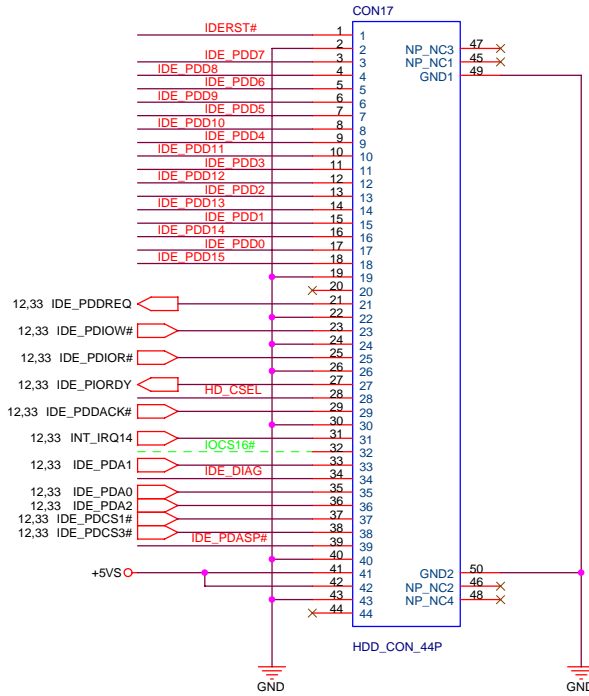 CON17
IDERST# 1 1
2 2 NP_NC3 47
IDE_PDD7 3 3 NP_NC1 45
IDE_PDD8 4 4 GND1 49
IDE_PDD6 5 5
IDE_PDD9 6 6
IDE_PDD5 7 7
IDE_PDD10 8 8
IDE_PDD4 9 9
IDE_PDD11 10 10
IDE_PDD3 11 11
IDE_PDD12 12 12
IDE_PDD2 13 13
IDE_PDD13 14 14
IDE_PDD1 15 15
IDE_PDD14 16 16
IDE_PDD0 17 17
IDE_PDD15 18 18
19 19
20 20
12,33 IDE_PDDREQ 21 21
22 22
12,33 IDE_PDIOW# 23 23
24 24
12,33 IDE_PDIOR# 25 25
26 26
12,33 IDE_PIORDY 27 27
HD_CSEL 28 28
12,33 IDE_PDDACK# 29 29
30 30
12,33 INT_IRQ14 31 31
IOCS16# 32 32
12,33 IDE_PDA1 33 33
IDE_DIAG 34 34
12,33 IDE_PDA0 35 35
12,33 IDE_PDA2 36 36
12,33 IDE_PDCS1# 37 37
12,33 IDE_PDCS3# 38 38
IDE_PDASP# 39 39
40 40
+5VS 41 41 GND2 50
42 42 NP_NC2 46
43 43 NP_NC4 48
44 44
HDD_CON_44P
GND GND